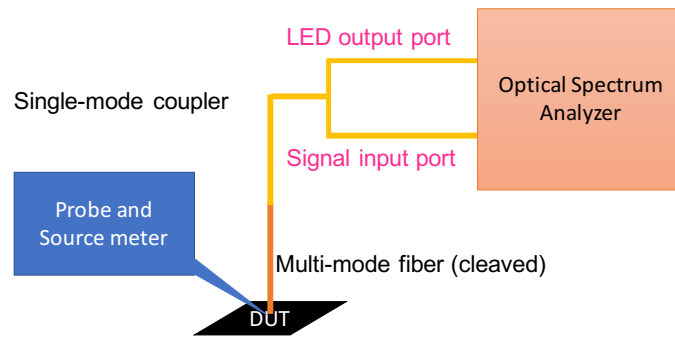 LED output port
Optical Spectrum
Analyzer
Single-mode coupler
Signal input port
Probe and
Source meter
Multi-mode fiber (cleaved)
DUT